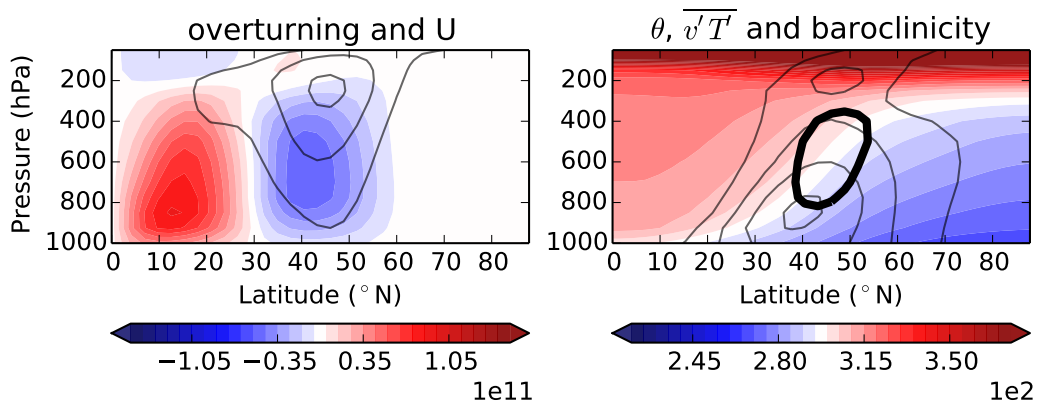 overturning and U
θ, v′T′ and baroclinicity
Pressure (hPa)
200
400
600
800
1000
0 10 20 30 40 50 60 70 80
Latitude (°N)
−1.05 −0.35 0.35 1.05
1e11
200
400
600
800
1000
0 10 20 30 40 50 60 70 80
Latitude (°N)
2.45 2.80 3.15 3.50
1e2